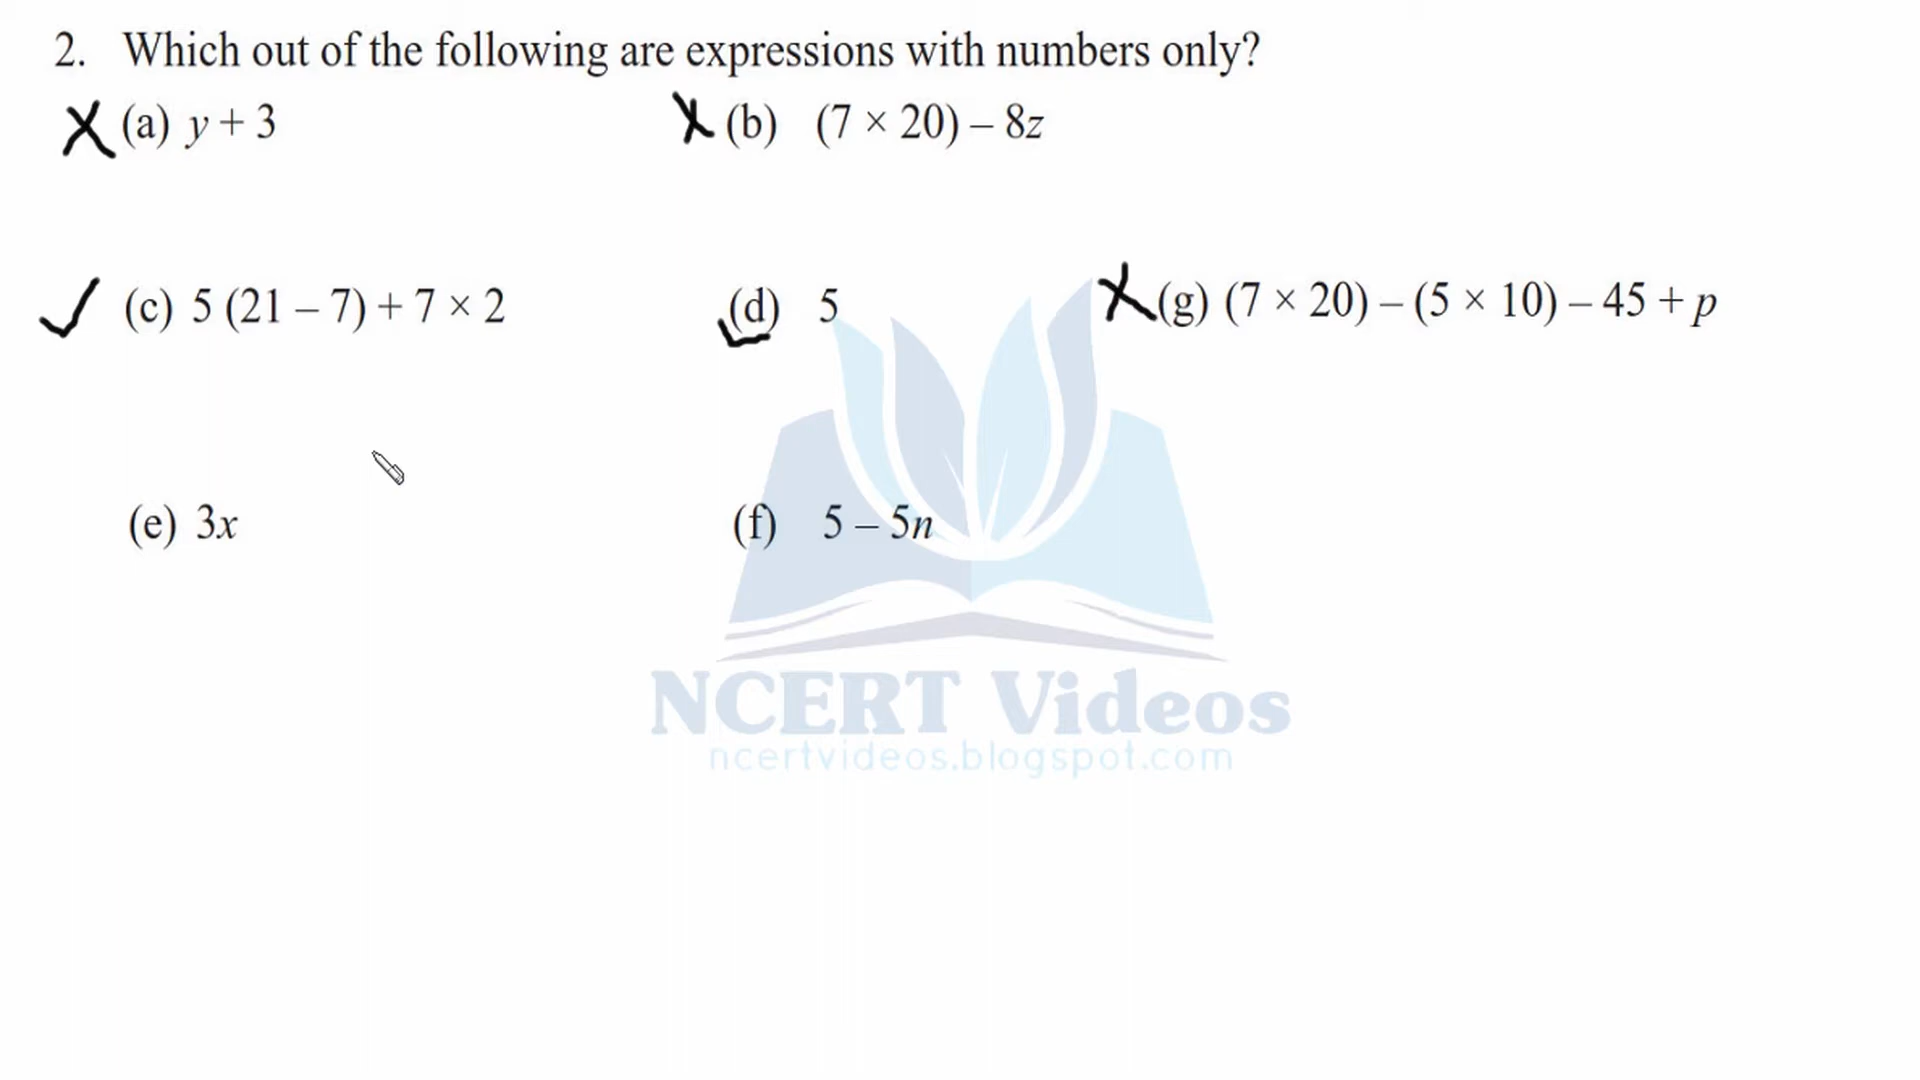 2. Which out of the following are expressions with numbers only?
(a) y + 3 (b) (7 × 20) – 8z
(c) 5 (21 – 7) + 7 × 2 (d) 5 (g) (7 × 20) – (5 × 10) – 45 + p
(e) 3x (f) 5 – 5n
NCERT Videos
ncertvideos.blogspot.com